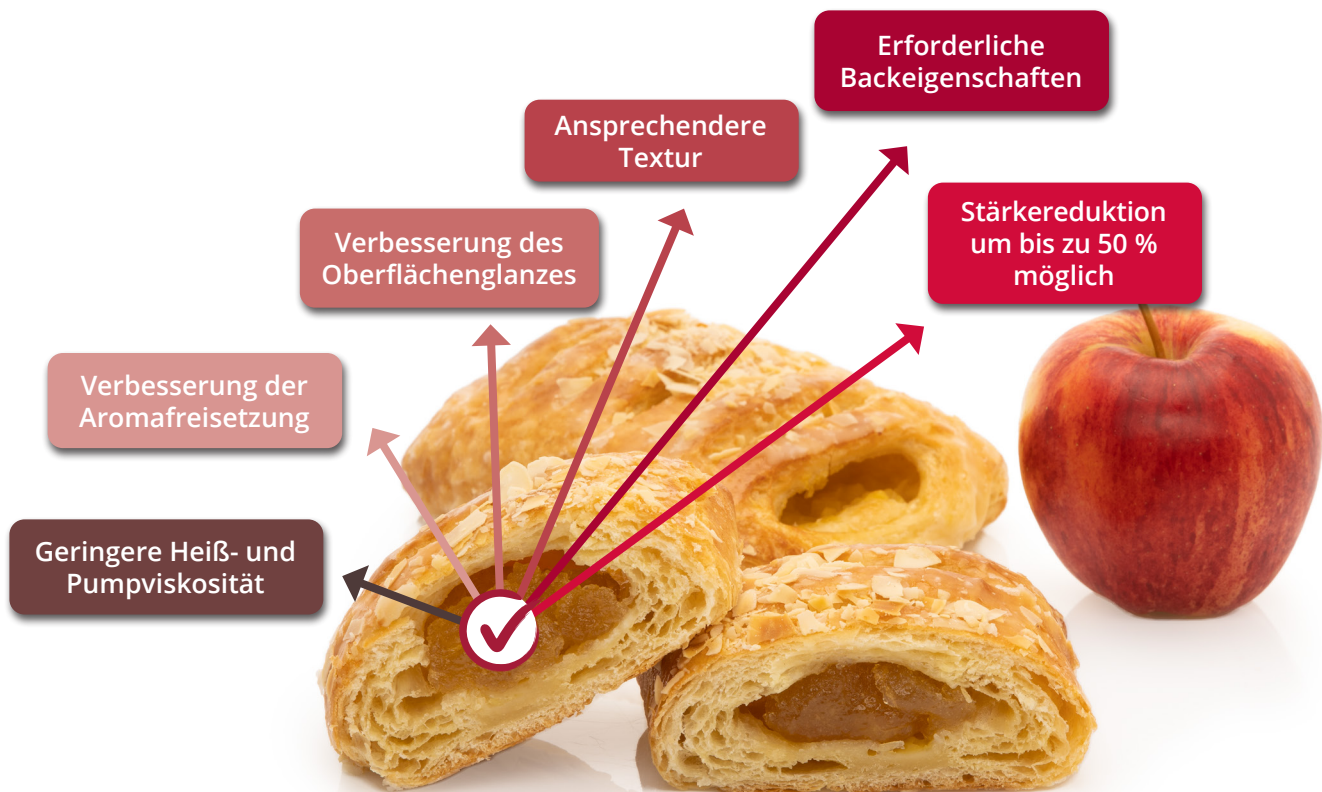 Erforderliche
Backeigenschaften
Ansprechendere
Textur
Stärkereduktion
um bis zu 50 %
möglich
Verbesserung des
Oberflächenglanzes
Verbesserung der
Aromafreisetzung
Geringere Heiß- und
Pumpviskosität